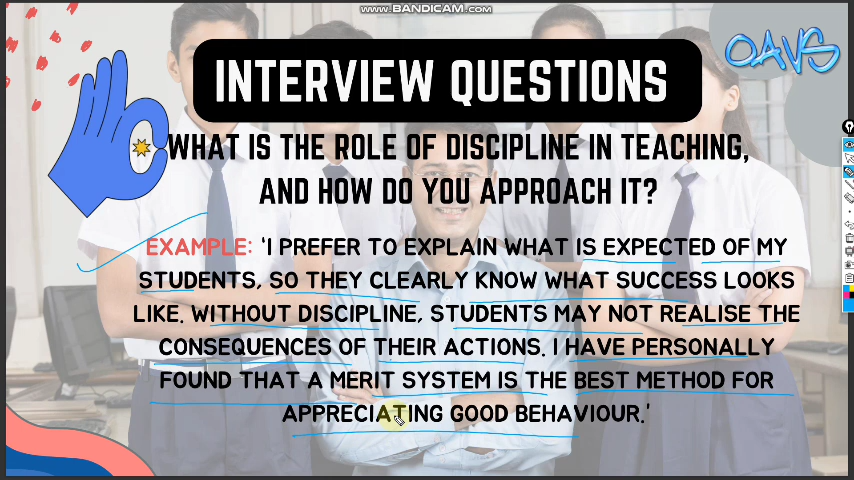 WWW.BANDICAM.COM
OAVS
INTERVIEW QUESTIONS
WHAT IS THE ROLE OF DISCIPLINE IN TEACHING,
AND HOW DO YOU APPROACH IT?
EXAMPLE: 'I PREFER TO EXPLAIN WHAT IS EXPECTED OF MY
STUDENTS, SO THEY CLEARLY KNOW WHAT SUCCESS LOOKS
LIKE. WITHOUT DISCIPLINE, STUDENTS MAY NOT REALISE THE
CONSEQUENCES OF THEIR ACTIONS. I HAVE PERSONALLY
FOUND THAT A MERIT SYSTEM IS THE BEST METHOD FOR
APPRECIATING GOOD BEHAVIOUR.'